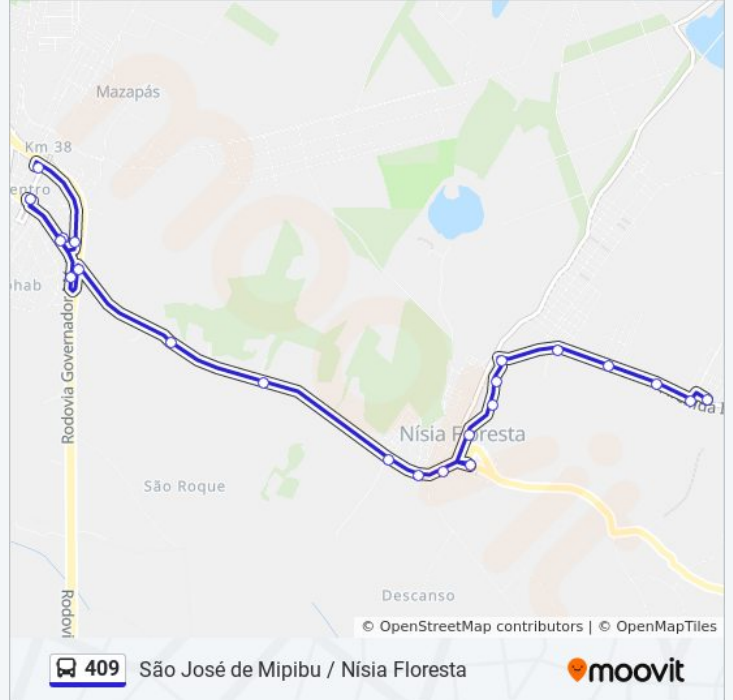 Mazapás
Km 38
entro
ohab
Rodovia Governador
Nísia Floresta
São Roque
Descanso
Rodovi
© OpenStreetMap contributors | © OpenMapTiles
409 São José de Mipibu / Nísia Floresta
moovit